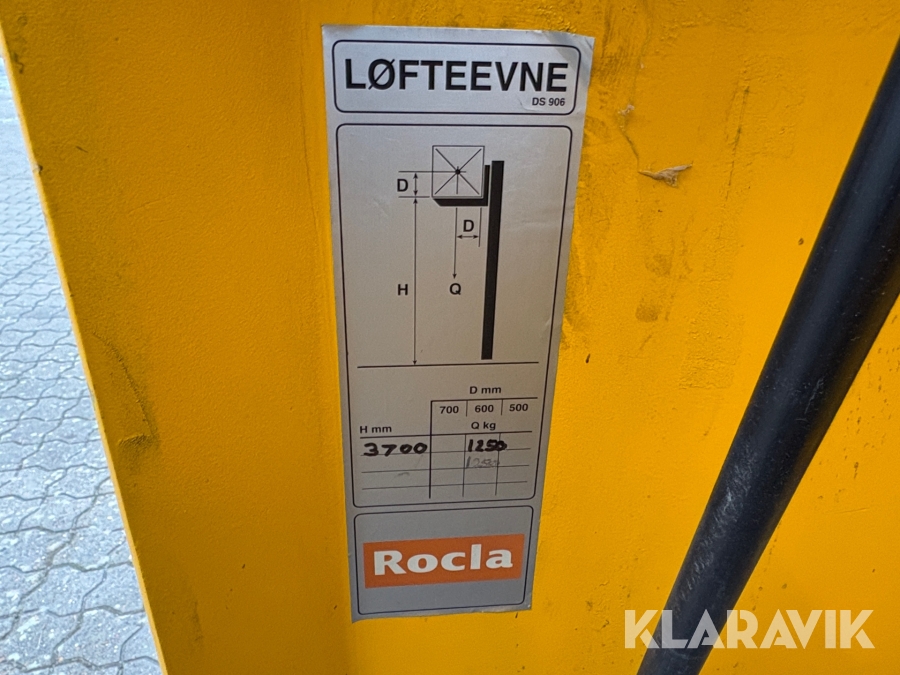 LØFTEEVNE
DS 906
D
D
H
Q
D mm
700 600 500
H mm Q kg
3700 1250
Rocla
KLARAVIK